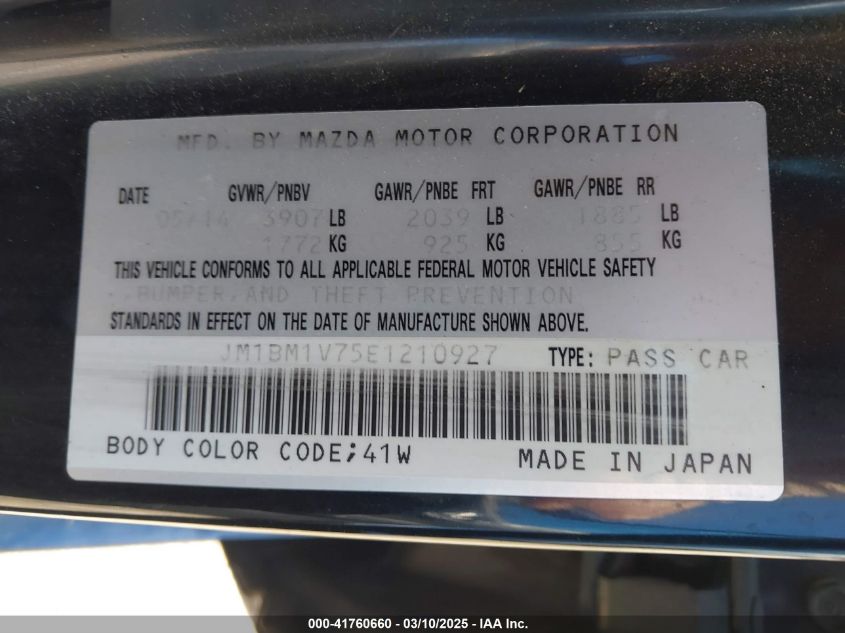 MFD. BY MAZDA MOTOR CORPORATION
DATE GVWR/PNBV GAWR/PNBE FRT GAWR/PNBE RR
05/14 3907 LB 2039 LB 1885 LB
1772 KG 925 KG 855 KG
THIS VEHICLE CONFORMS TO ALL APPLICABLE FEDERAL MOTOR VEHICLE SAFETY
, BUMPER, AND THEFT PREVENTION
STANDARDS IN EFFECT ON THE DATE OF MANUFACTURE SHOWN ABOVE.
JM1BM1V75E1210927 TYPE: PASS CAR
BODY COLOR CODE;41W MADE IN JAPAN
000-41760660 - 03/10/2025 - IAA Inc.